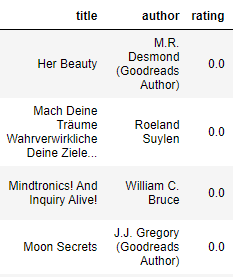 title author rating
Her Beauty M.R. Desmond (Goodreads Author) 0.0
Mach Deine Träume Wahrverwirkliche Deine Ziele... Roeland Suylen 0.0
Mindtronics! And Inquiry Alive! William C. Bruce 0.0
Moon Secrets J.J. Gregory (Goodreads Author) 0.0